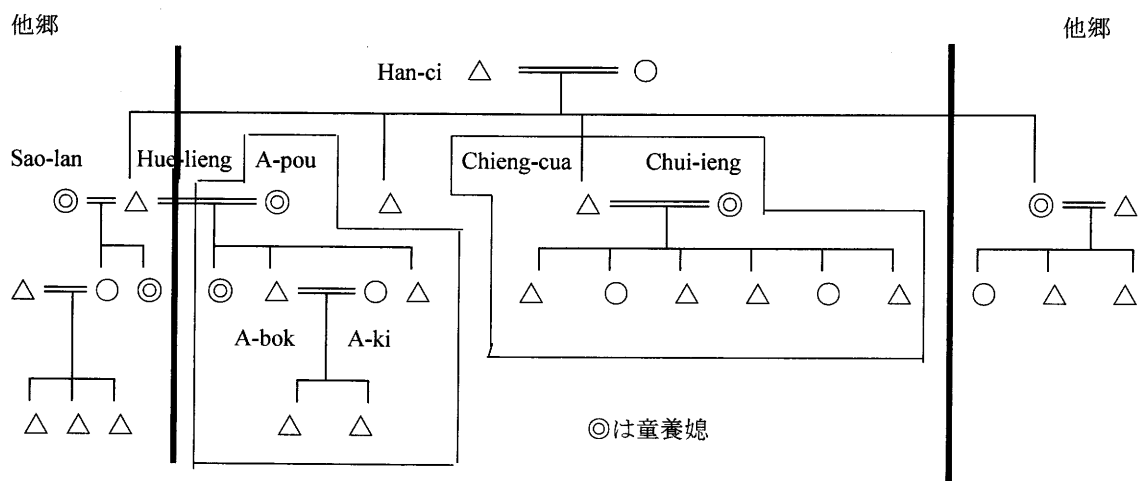 他郷
他郷
Han-ci
Sao-lan
Hue-lieng
A-pou
Chieng-cua
Chui-ieng
A-bok
A-ki
◎は童養媳